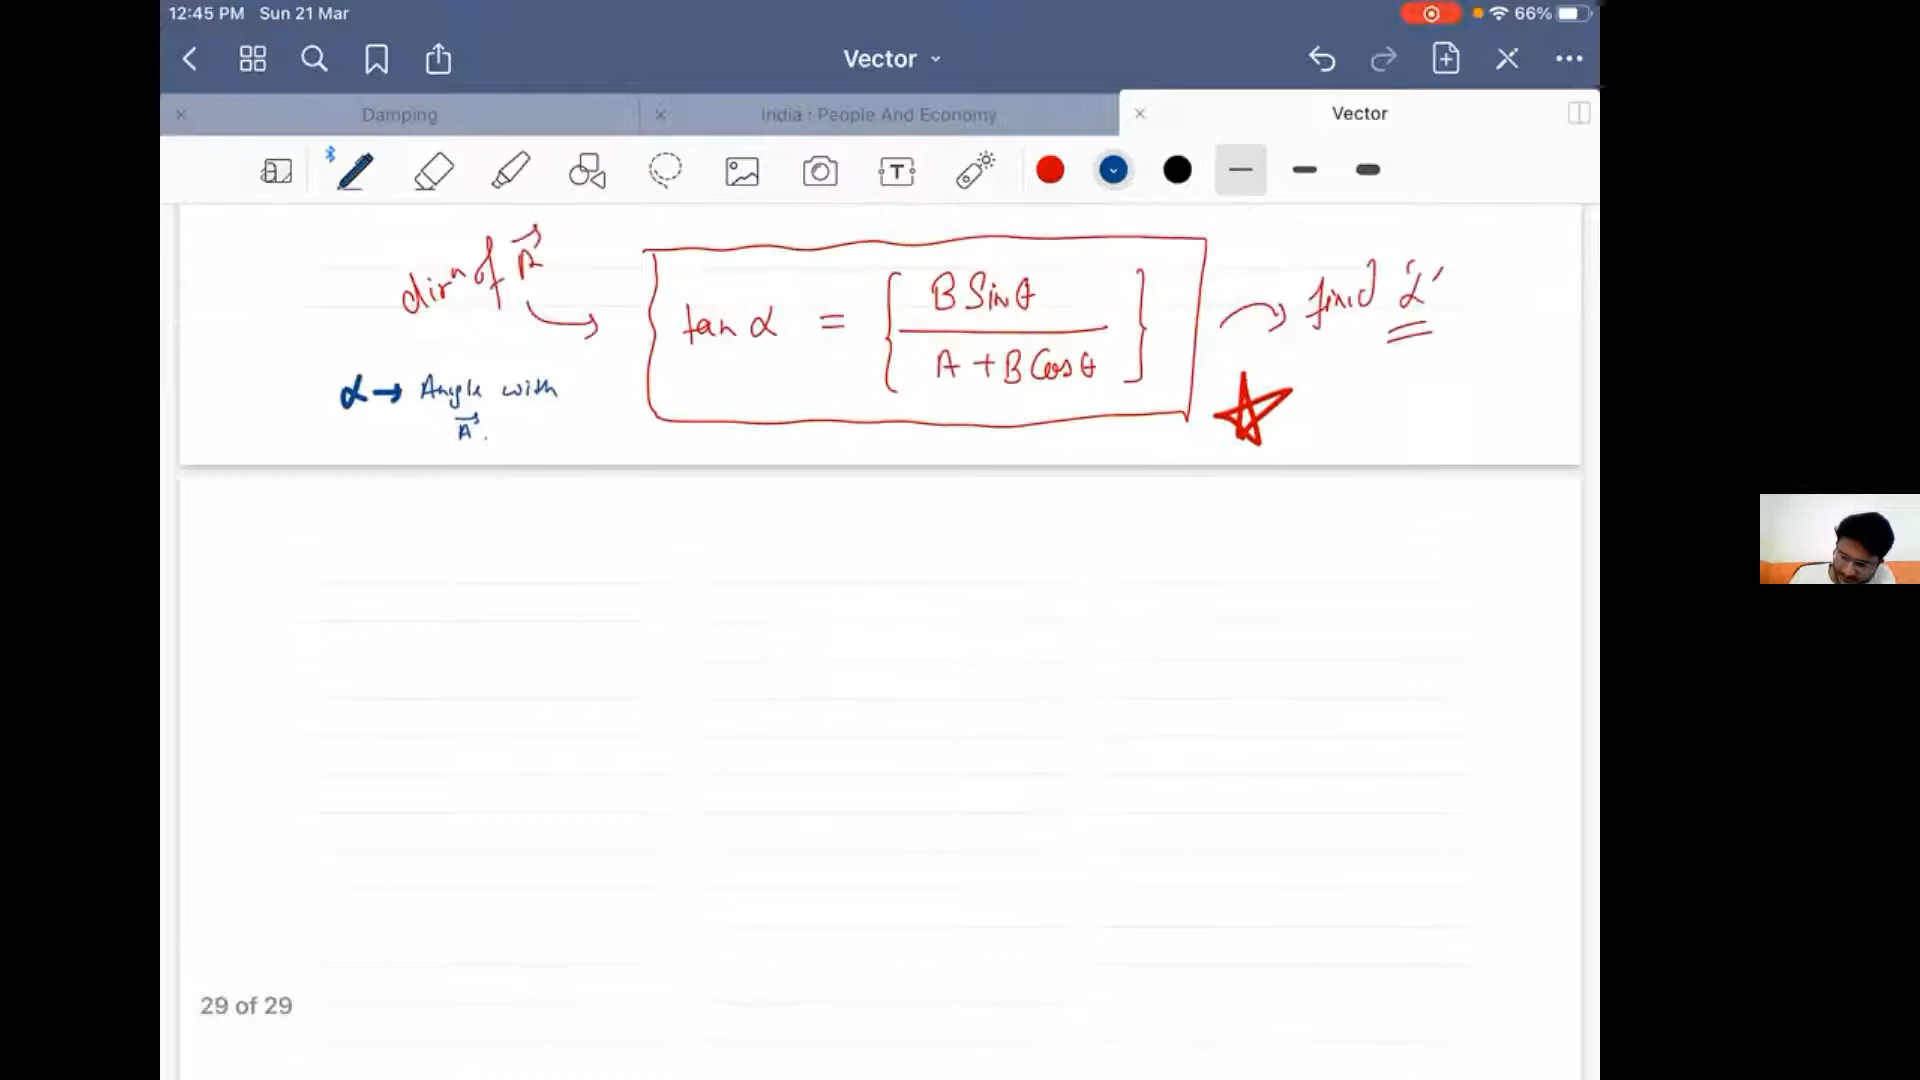 12:45 PM Sun 21 Mar
66%
Vector
Damping
India : People And Economy
Vector
T
dirⁿ of R⃗
tan α = { B Sin θ / A + B Cos θ }
find 'α'
α → Angle with
A⃗.
29 of 29